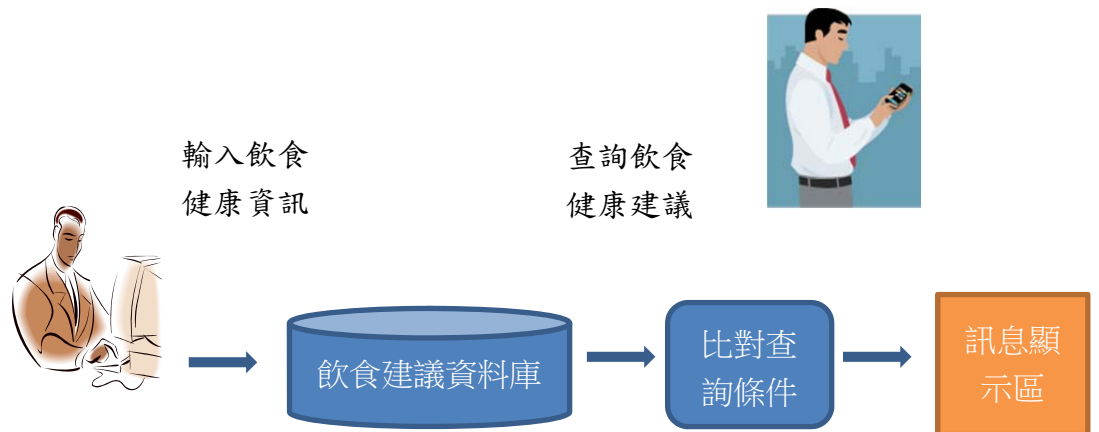 輸入飲食
健康資訊
查詢飲食
健康建議
飲食建議資料庫
比對查
詢條件
訊息顯
示區